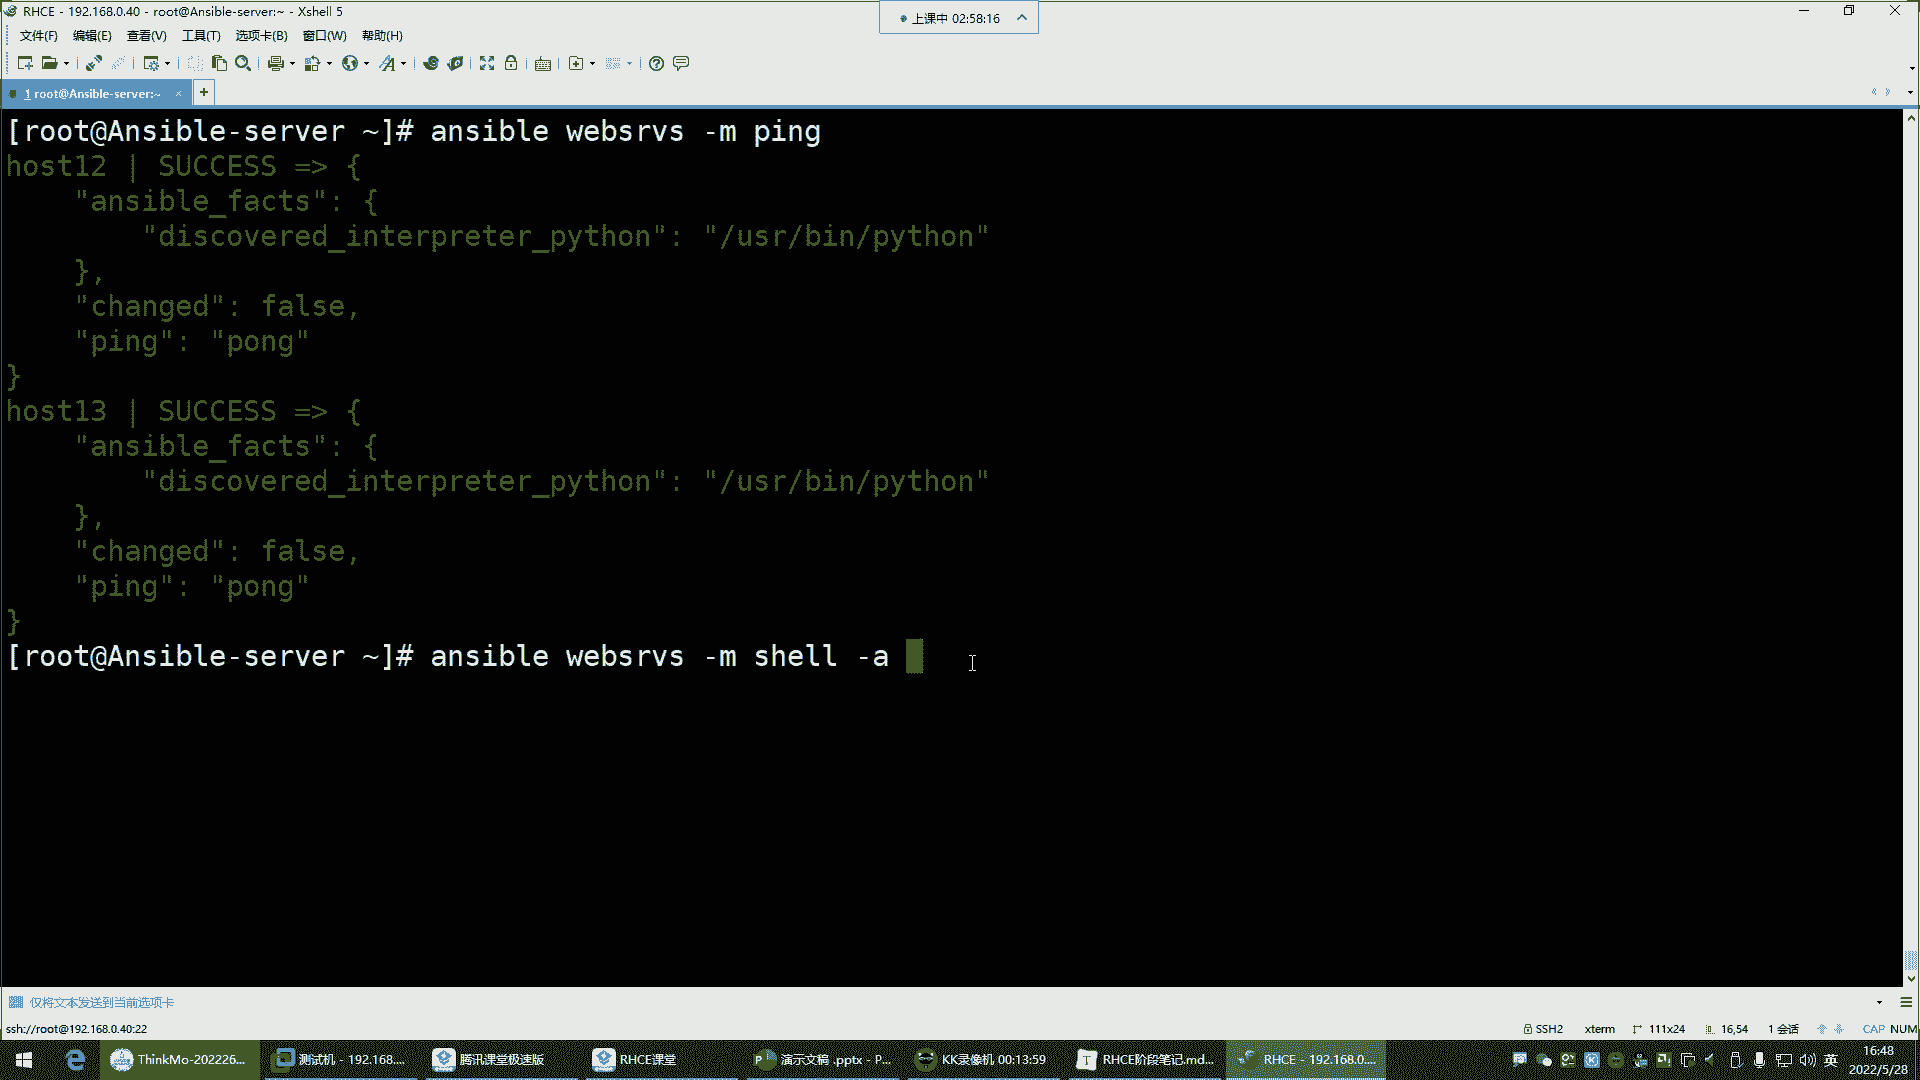 RHCE - 192.168.0.40 - root@Ansible-server:~ - Xshell 5
上课中 02:58:16
文件(F) 编辑(E) 查看(V) 工具(T) 选项卡(B) 窗口(W) 帮助(H)
1 root@Ansible-server:~
[root@Ansible-server ~]# ansible websrvs -m ping
host12 | SUCCESS => {
    "ansible_facts": {
        "discovered_interpreter_python": "/usr/bin/python"
    },
    "changed": false,
    "ping": "pong"
}
host13 | SUCCESS => {
    "ansible_facts": {
        "discovered_interpreter_python": "/usr/bin/python"
    },
    "changed": false,
    "ping": "pong"
}
[root@Ansible-server ~]# ansible websrvs -m shell -a
仅将文本发送到当前选项卡
ssh://root@192.168.0.40:22 SSH2 xterm 111x24 16,54 1 会话 CAP NUM
ThinkMo-202226... 测试机 - 192.168.... 腾讯课堂极速版 RHCE课堂 演示文稿 .pptx - P... KK录像机 00:13:59 RHCE阶段笔记.md... RHCE - 192.168.0.... 英 16:48
2022/5/28